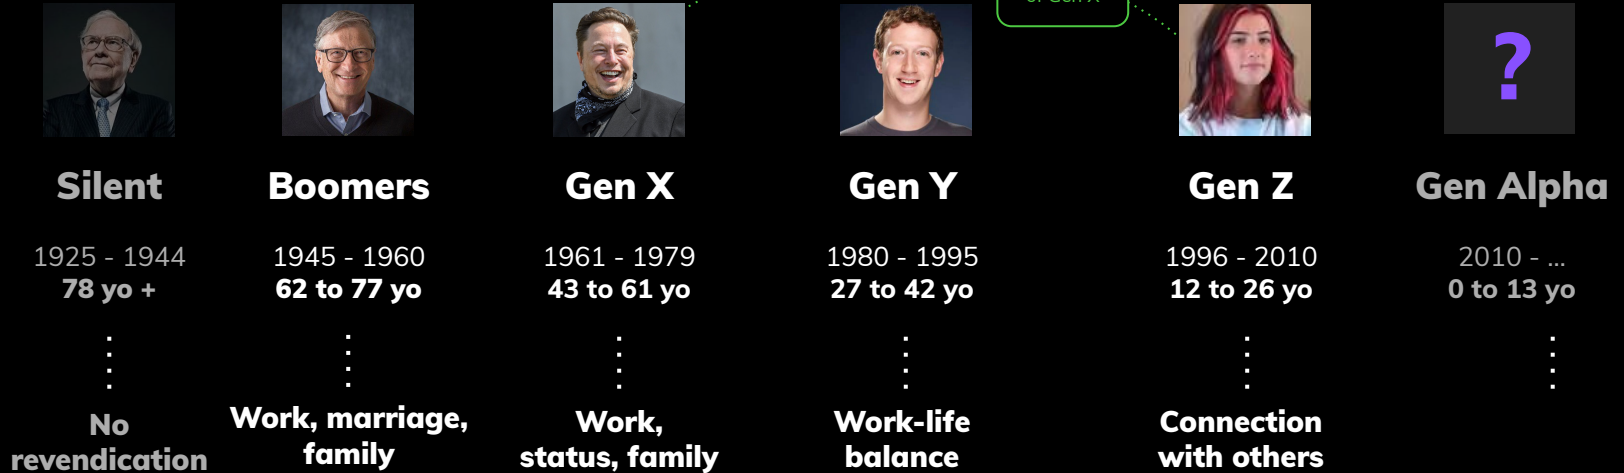 of Gen X
?
Silent
Boomers
Gen X
Gen Y
Gen Z
Gen Alpha
1925 - 1944
1945 - 1960
1961 - 1979
1980 - 1995
1996 - 2010
2010 - ...
78 yo +
62 to 77 yo
43 to 61 yo
27 to 42 yo
12 to 26 yo
0 to 13 yo
No
revendication
Work, marriage,
family
Work,
status, family
Work-life
balance
Connection
with others